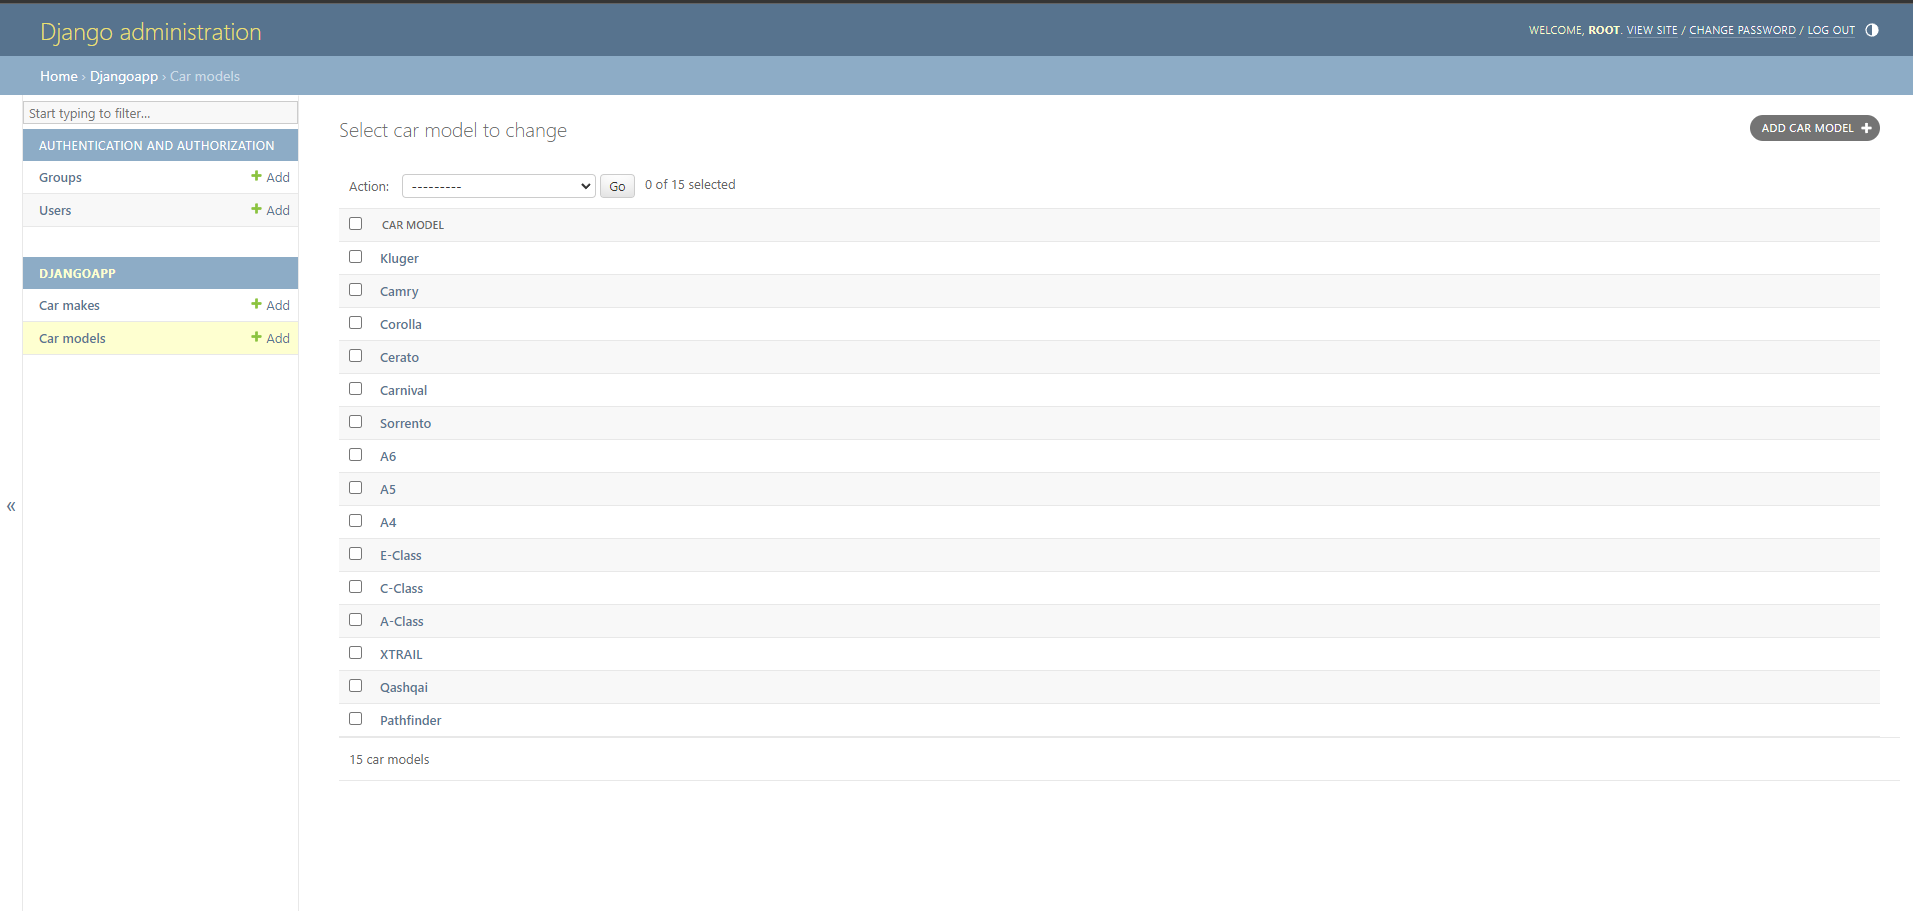 Django administration
WELCOME, ROOT. VIEW SITE / CHANGE PASSWORD / LOG OUT
Home › Djangoapp › Car models
Start typing to filter...
AUTHENTICATION AND AUTHORIZATION
Groups + Add
Users + Add
DJANGOAPP
Car makes + Add
Car models + Add
«
Select car model to change
ADD CAR MODEL +
Action: --------- Go 0 of 15 selected
CAR MODEL
Kluger
Camry
Corolla
Cerato
Carnival
Sorrento
A6
A5
A4
E-Class
C-Class
A-Class
XTRAIL
Qashqai
Pathfinder
15 car models